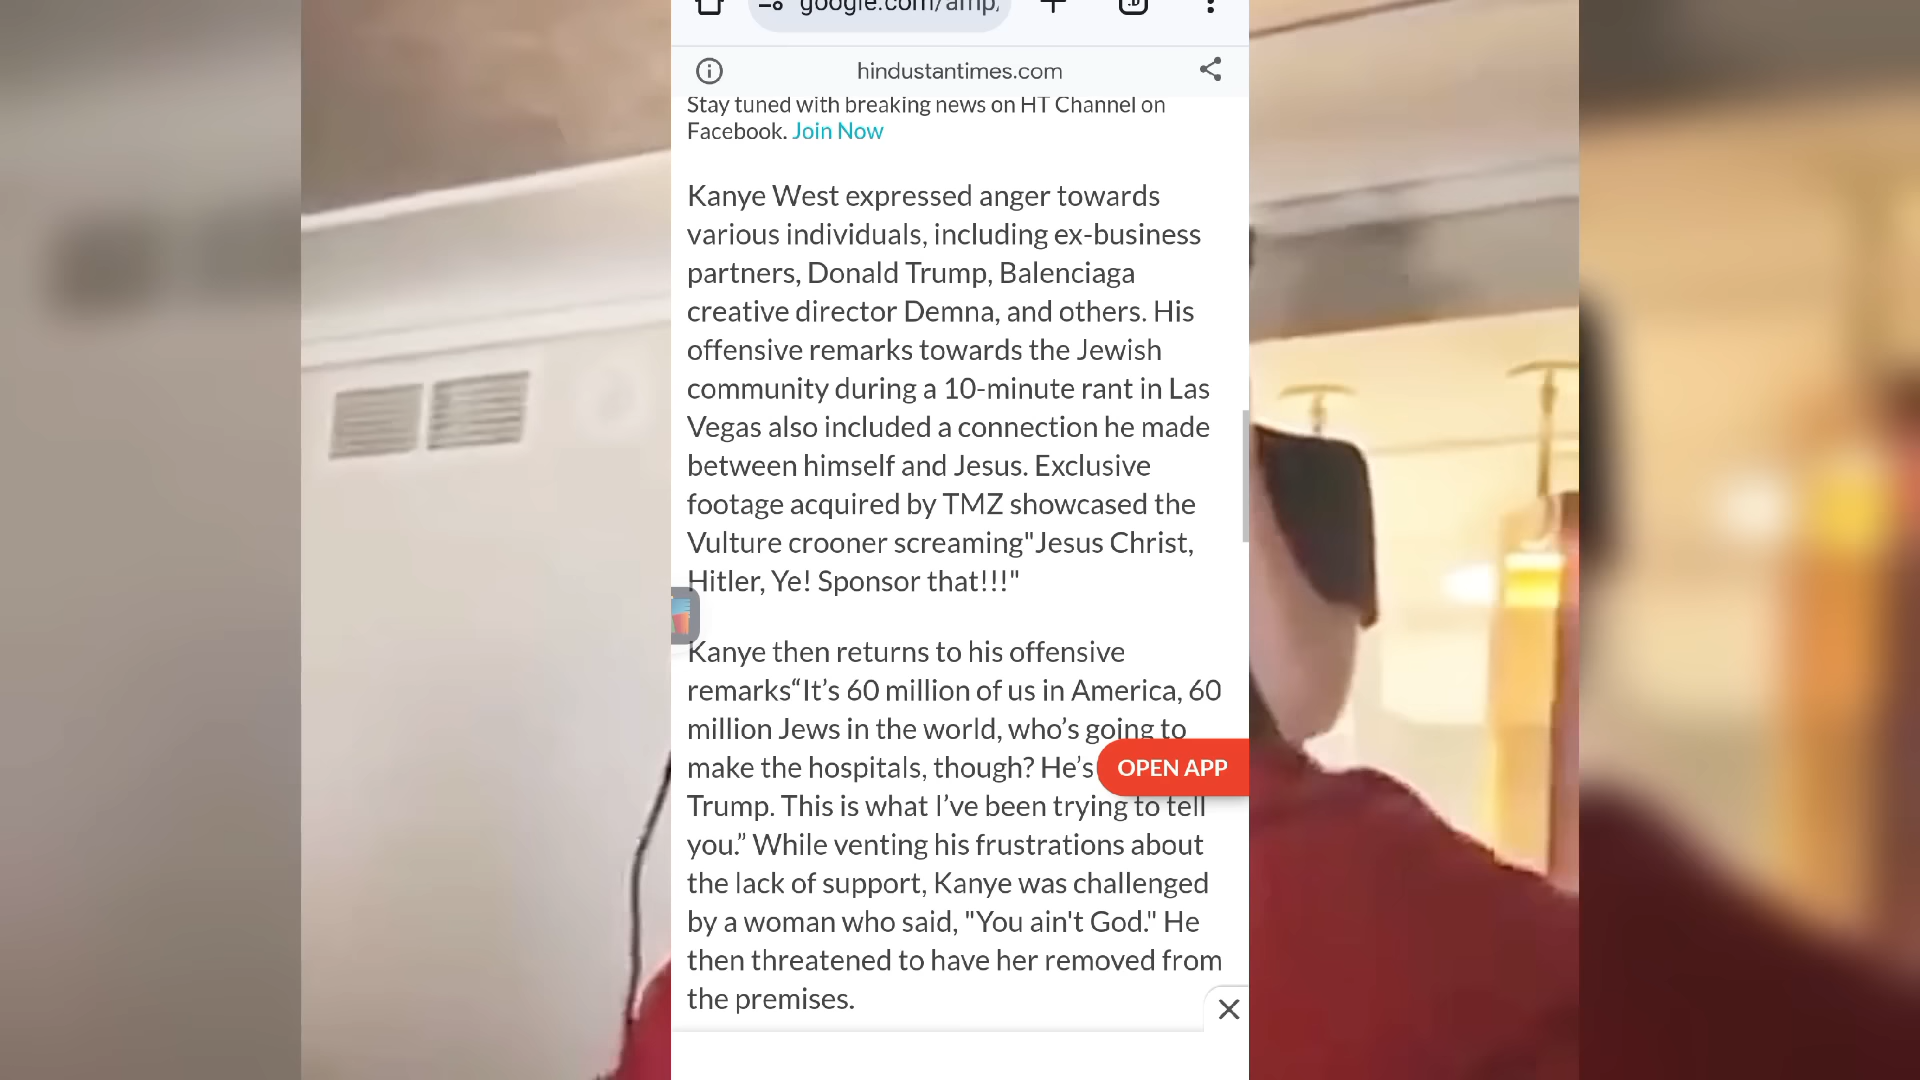 google.com/amp/
hindustantimes.com
Stay tuned with breaking news on HT Channel on
Facebook. Join Now
Kanye West expressed anger towards
various individuals, including ex-business
partners, Donald Trump, Balenciaga
creative director Demna, and others. His
offensive remarks towards the Jewish
community during a 10-minute rant in Las
Vegas also included a connection he made
between himself and Jesus. Exclusive
footage acquired by TMZ showcased the
Vulture crooner screaming"Jesus Christ,
Hitler, Ye! Sponsor that!!!"
Kanye then returns to his offensive
remarks“It’s 60 million of us in America, 60
million Jews in the world, who’s going to
make the hospitals, though? He’s
OPEN APP
Trump. This is what I’ve been trying to tell
you.” While venting his frustrations about
the lack of support, Kanye was challenged
by a woman who said, "You ain't God." He
then threatened to have her removed from
the premises.